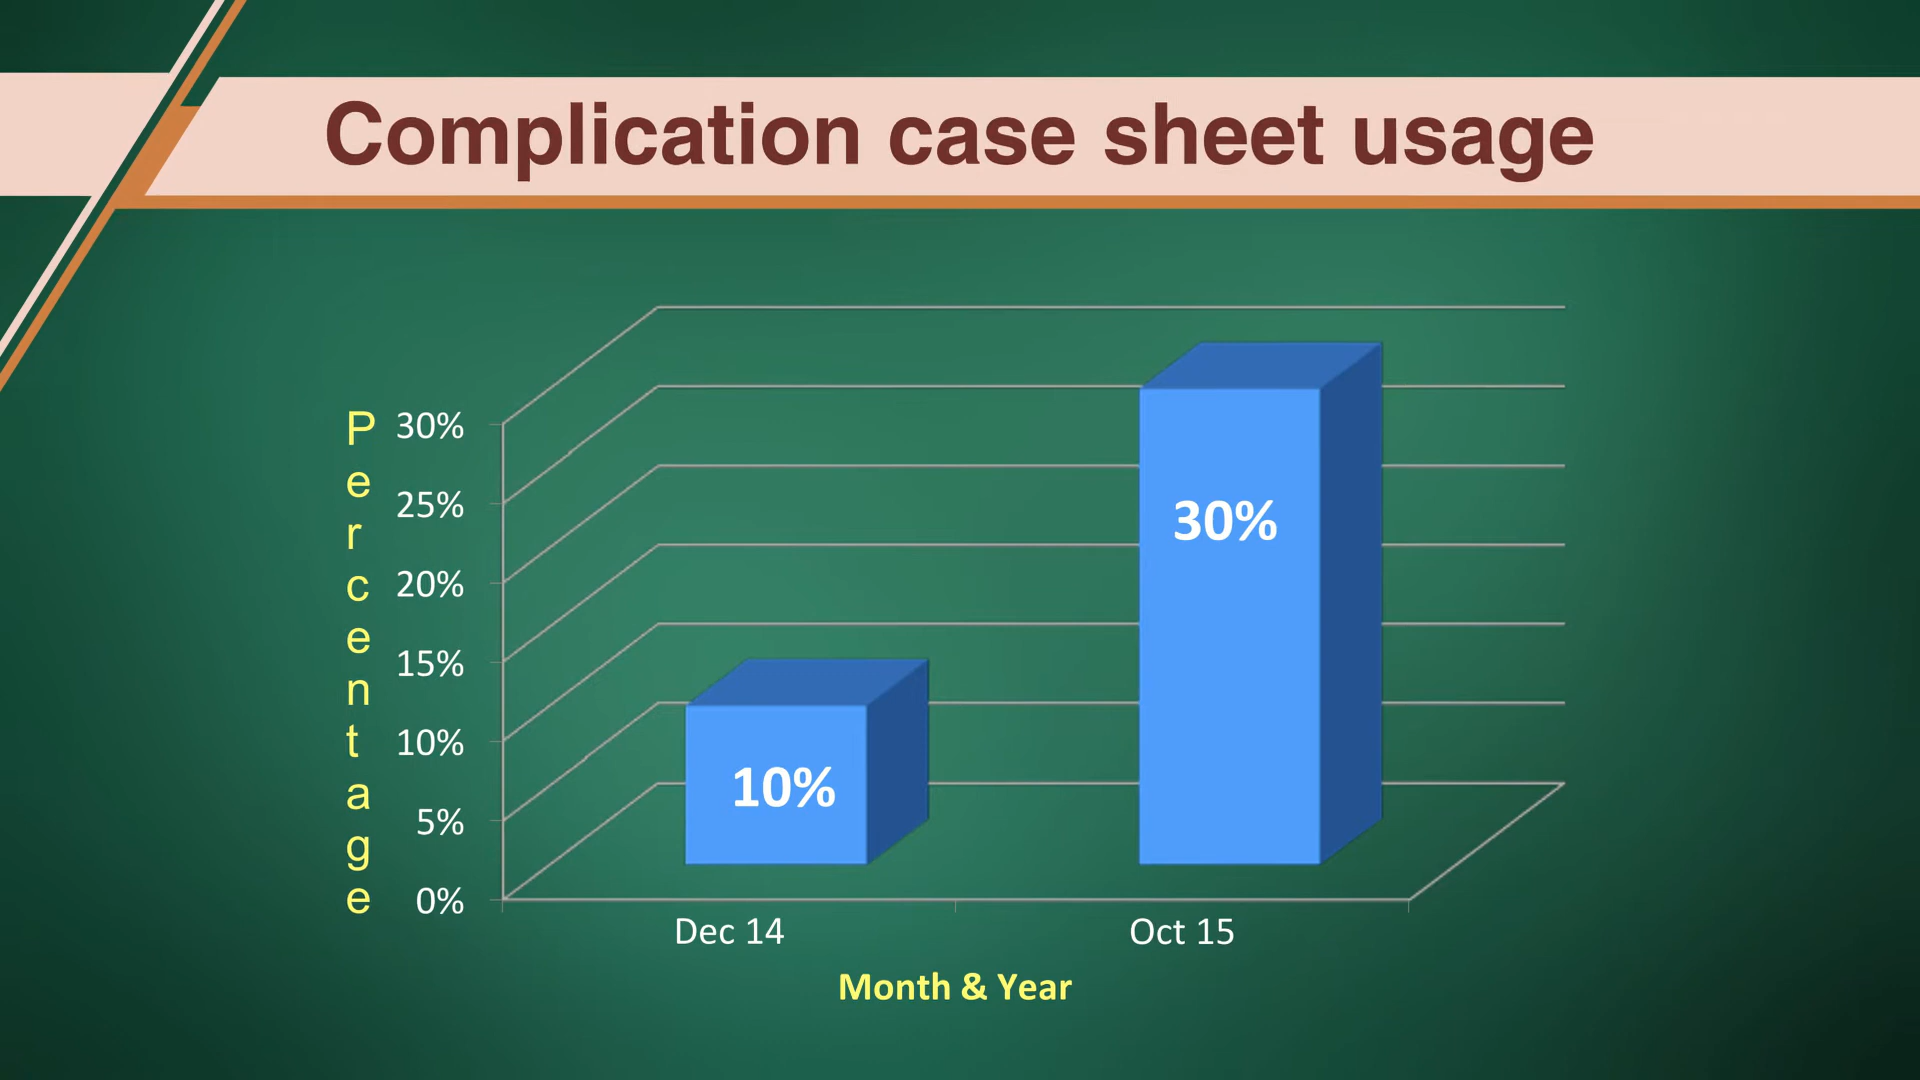 Complication case sheet usage
Percentage
30%
25%
20%
15%
10%
5%
0%
10%
30%
Dec 14
Oct 15
Month & Year